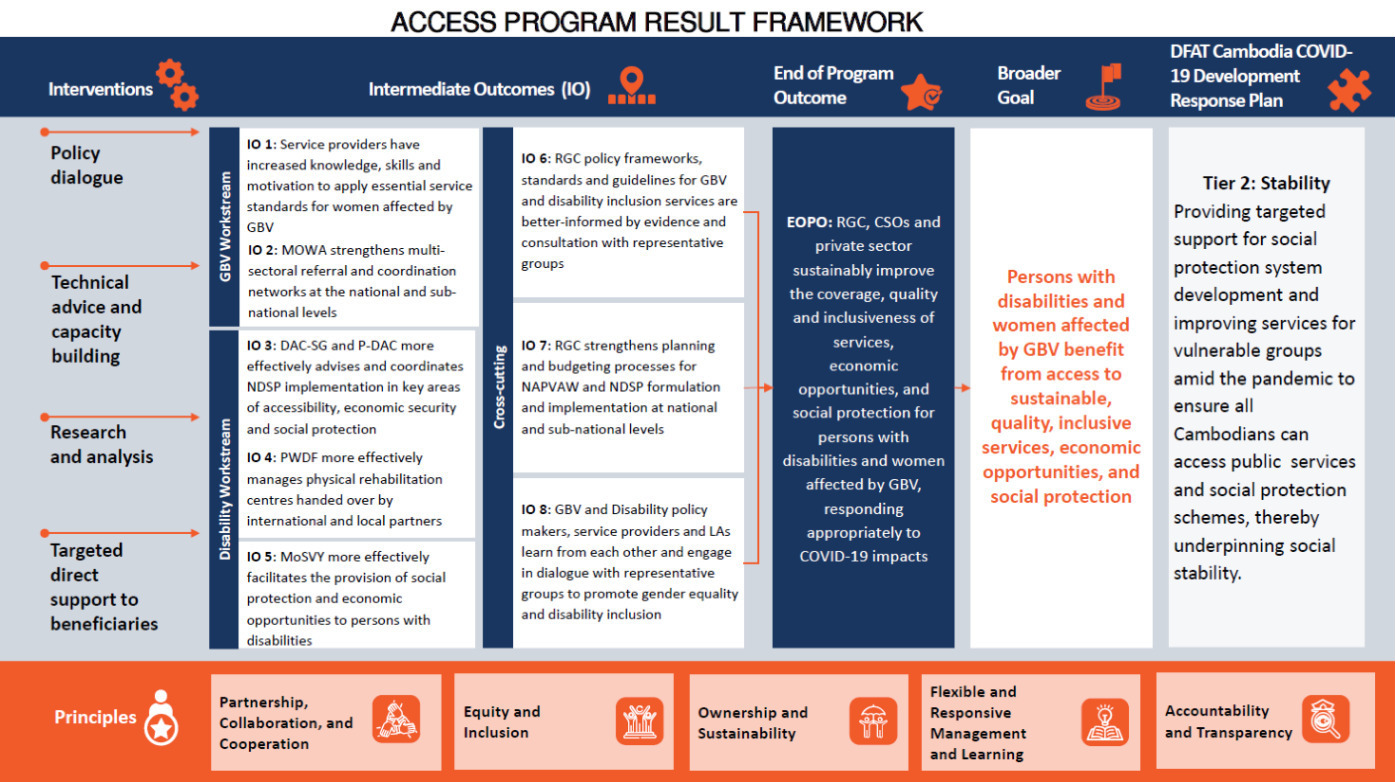 ACCESS PROGRAM RESULT FRAMEWORK
Interventions
Intermediate Outcomes (IO)
End of Program
Outcome
Broader
Goal
DFAT Cambodia COVID-
19 Development
Response Plan
Policy
dialogue
Technical
advice and
capacity
building
Research
and analysis
Targeted
direct
support to
beneficiaries
GBV Workstream
IO 1: Service providers have
increased knowledge, skills and
motivation to apply essential service
standards for women affected by
GBV
IO 2: MOWA strengthens multi-
sectoral referral and coordination
networks at the national and sub-
national levels
Disability Workstream
IO 3: DAC-SG and P-DAC more
effectively advises and coordinates
NDSP implementation in key areas
of accessibility, economic security
and social protection
IO 4: PWDF more effectively
manages physical rehabilitation
centres handed over by
international and local partners
IO 5: MoSVY more effectively
facilitates the provision of social
protection and economic
opportunities to persons with
disabilities
Cross-cutting
IO 6: RGC policy frameworks,
standards and guidelines for GBV
and disability inclusion services are
better-informed by evidence and
consultation with representative
groups
IO 7: RGC strengthens planning
and budgeting processes for
NAPVAW and NDSP formulation
and implementation at national
and sub-national levels
IO 8: GBV and Disability policy
makers, service providers and LAs
learn from each other and engage
in dialogue with representative
groups to promote gender equality
and disability inclusion
EOPO: RGC, CSOs and
private sector
sustainably improve
the coverage, quality
and inclusiveness of
services,
economic
opportunities, and
social protection for
persons with
disabilities and women
affected by GBV,
responding
appropriately to
COVID-19 impacts
Persons with
disabilities and
women affected
by GBV benefit
from access to
sustainable,
quality, inclusive
services, economic
opportunities, and
social protection
Tier 2: Stability
Providing targeted
support for social
protection system
development and
improving services for
vulnerable groups
amid the pandemic to
ensure all
Cambodians can
access public services
and social protection
schemes, thereby
underpinning social
stability.
Principles
Partnership,
Collaboration, and
Cooperation
Equity and
Inclusion
Ownership and
Sustainability
Flexible and
Responsive
Management
and Learning
Accountability
and Transparency